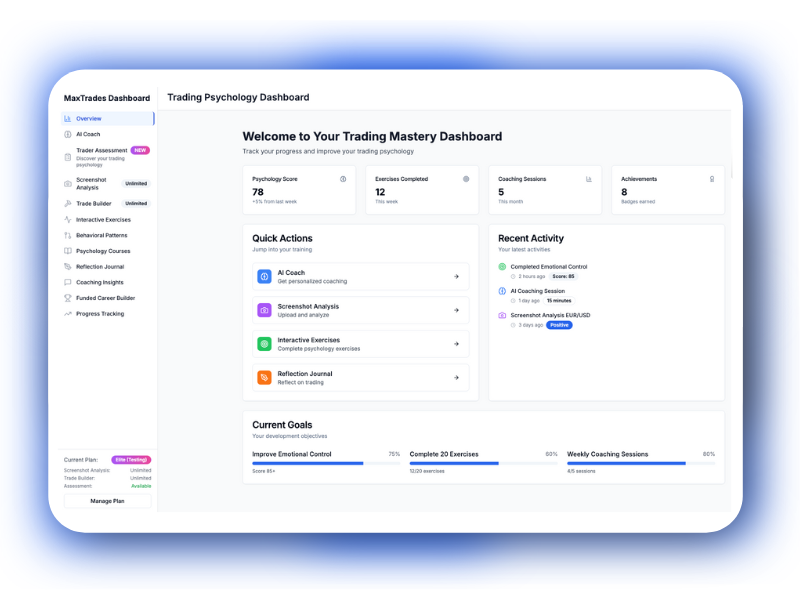 MaxTrades Dashboard
Overview
AI Coach
Trader Assessment NEW
Discover your trading
psychology
Screenshot
Analysis
Unlimited
Trade Builder Unlimited
Interactive Exercises
Behavioral Patterns
Psychology Courses
Reflection Journal
Coaching Insights
Funded Career Builder
Progress Tracking
Current Plan: Elite (Testing)
Screenshot Analysis: Unlimited
Trade Builder: Unlimited
Assessment: Available
Manage Plan
Trading Psychology Dashboard
Welcome to Your Trading Mastery Dashboard
Track your progress and improve your trading psychology
Psychology Score
78
+5% from last week
Exercises Completed
12
This week
Coaching Sessions
5
This month
Achievements
8
Badges earned
Quick Actions
Jump into your training
AI Coach
Get personalized coaching
Screenshot Analysis
Upload and analyze
Interactive Exercises
Complete psychology exercises
Reflection Journal
Reflect on trading
Recent Activity
Your latest activities
Completed Emotional Control
2 hours ago Score: 85
AI Coaching Session
1 day ago 15 minutes
Screenshot Analysis EUR/USD
3 days ago Positive
Current Goals
Your development objectives
Improve Emotional Control 75%
Score 85+
Complete 20 Exercises 60%
12/20 exercises
Weekly Coaching Sessions 80%
4/5 sessions